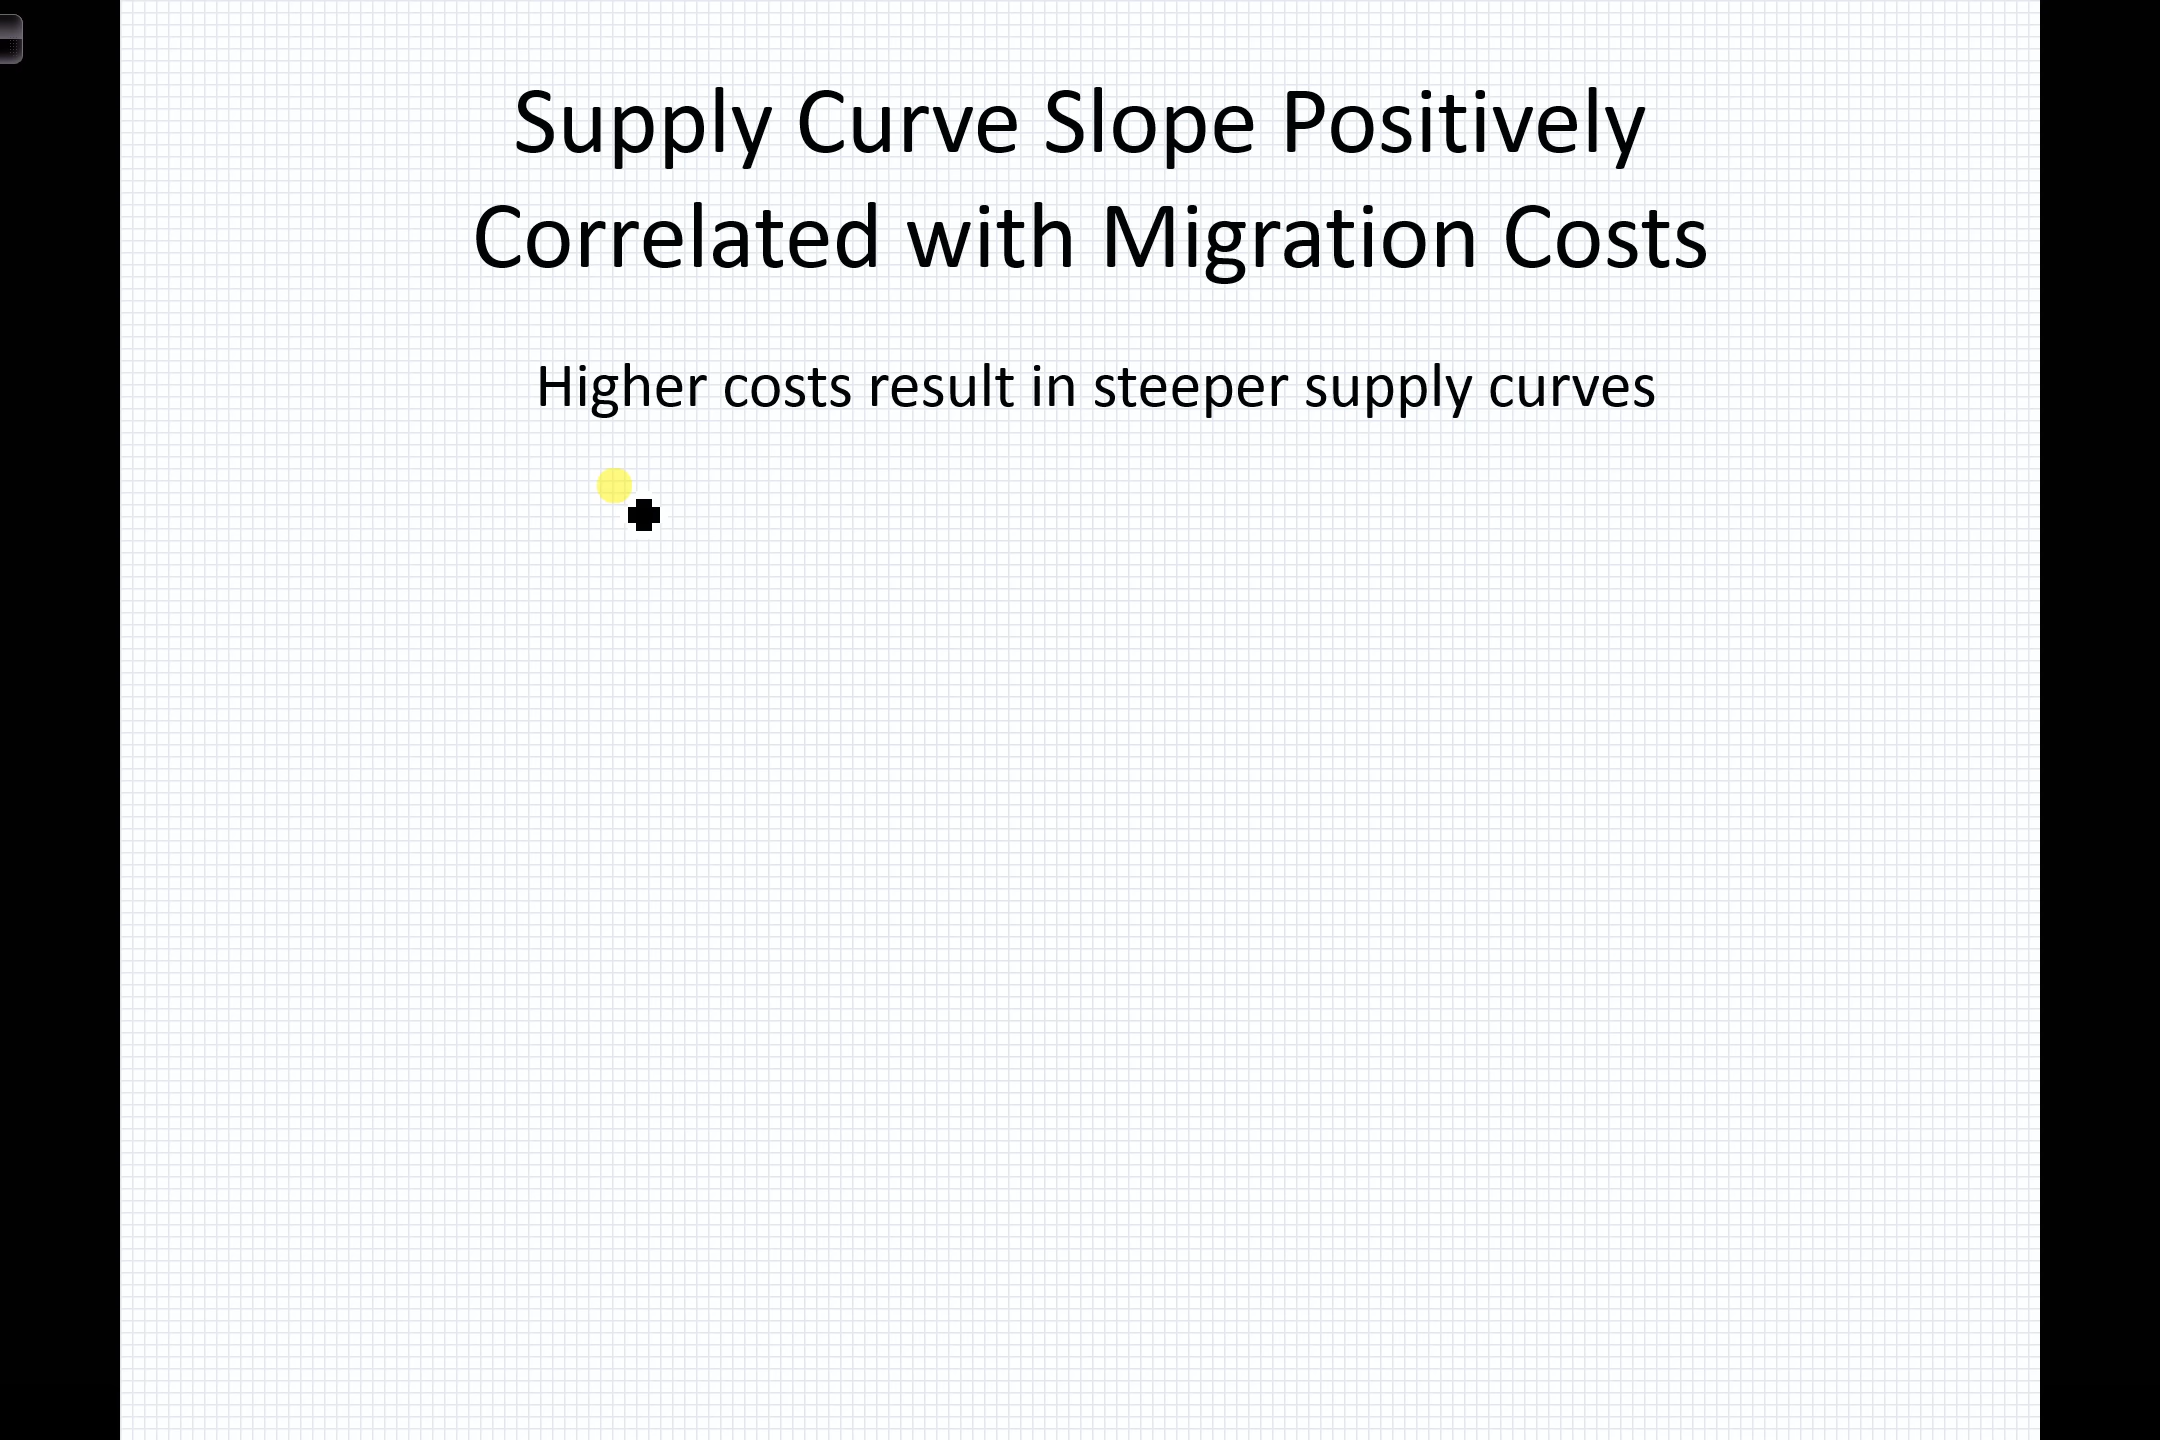 Supply Curve Slope Positively
Correlated with Migration Costs
Higher costs result in steeper supply curves